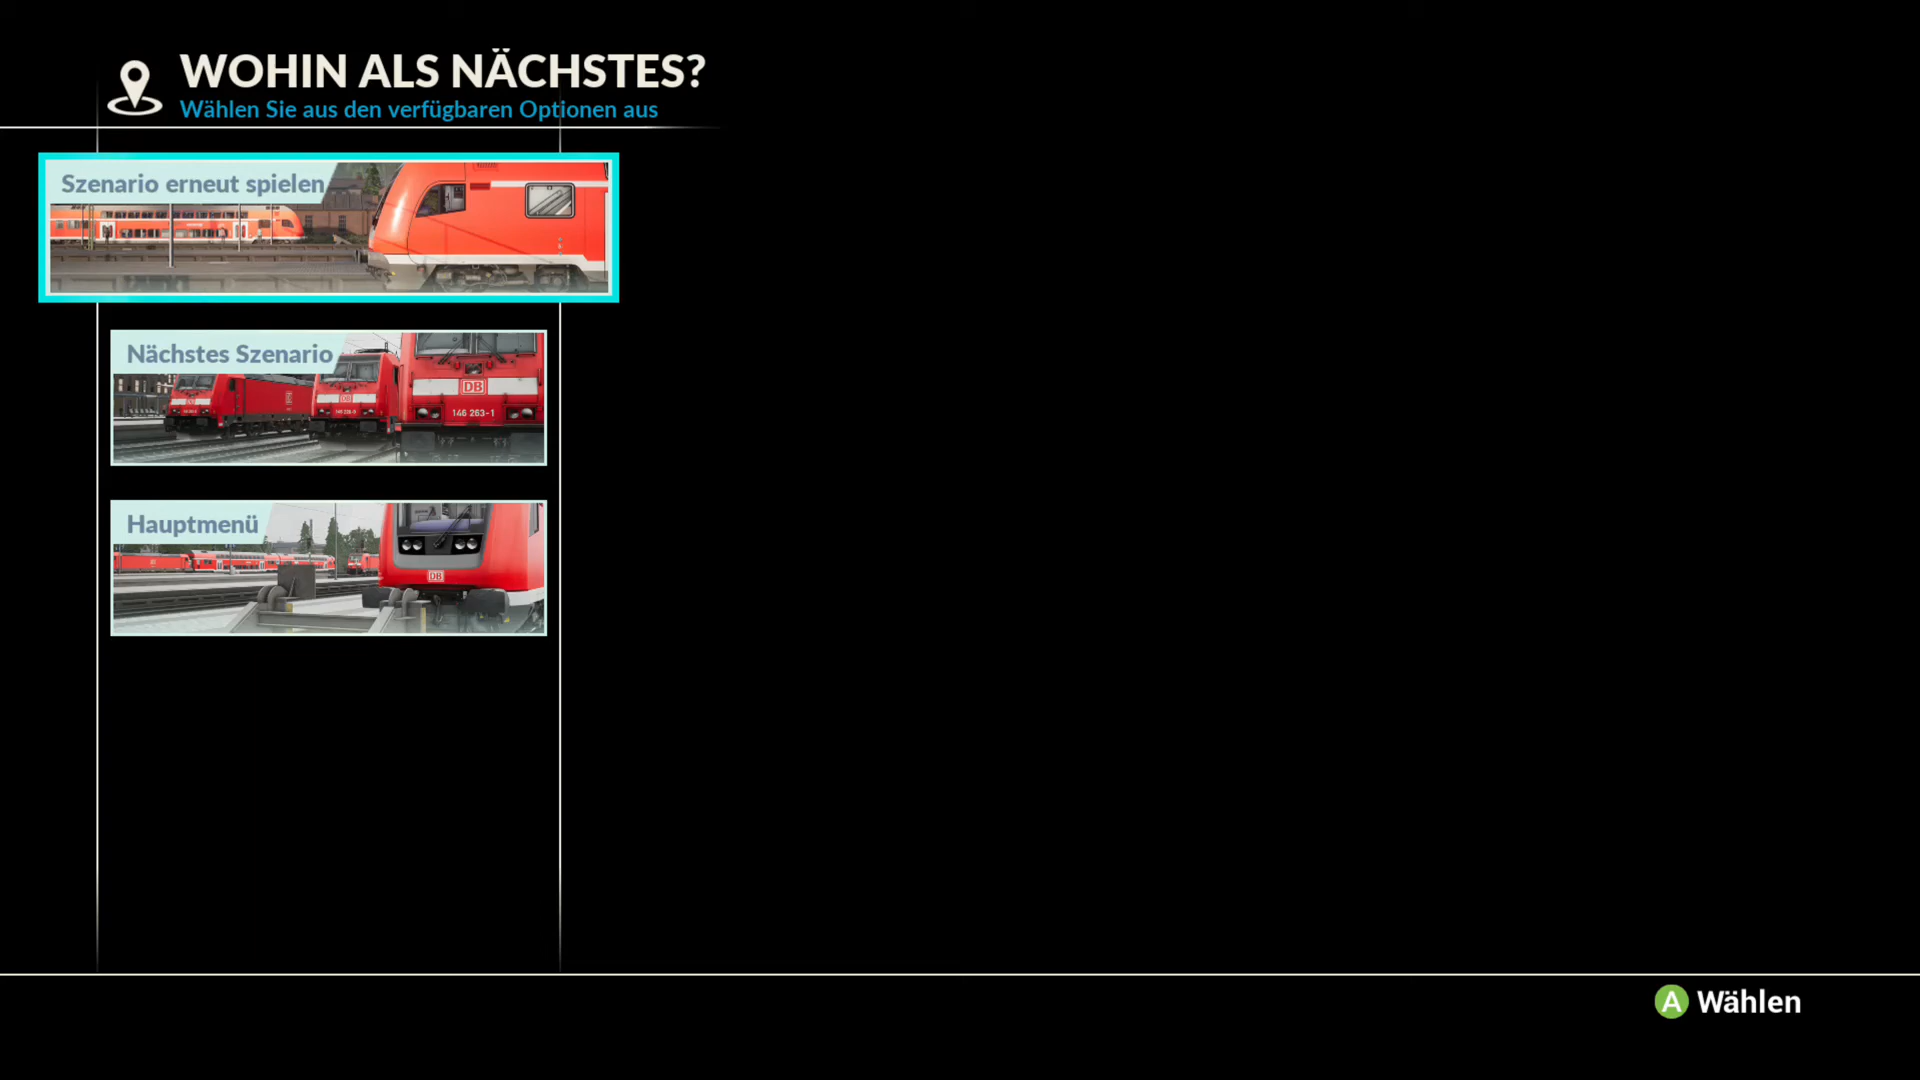 WOHIN ALS NÄCHSTES?
Wählen Sie aus den verfügbaren Optionen aus
Szenario erneut spielen
Nächstes Szenario
DB
146 263-1
Hauptmenü
DB
A Wählen